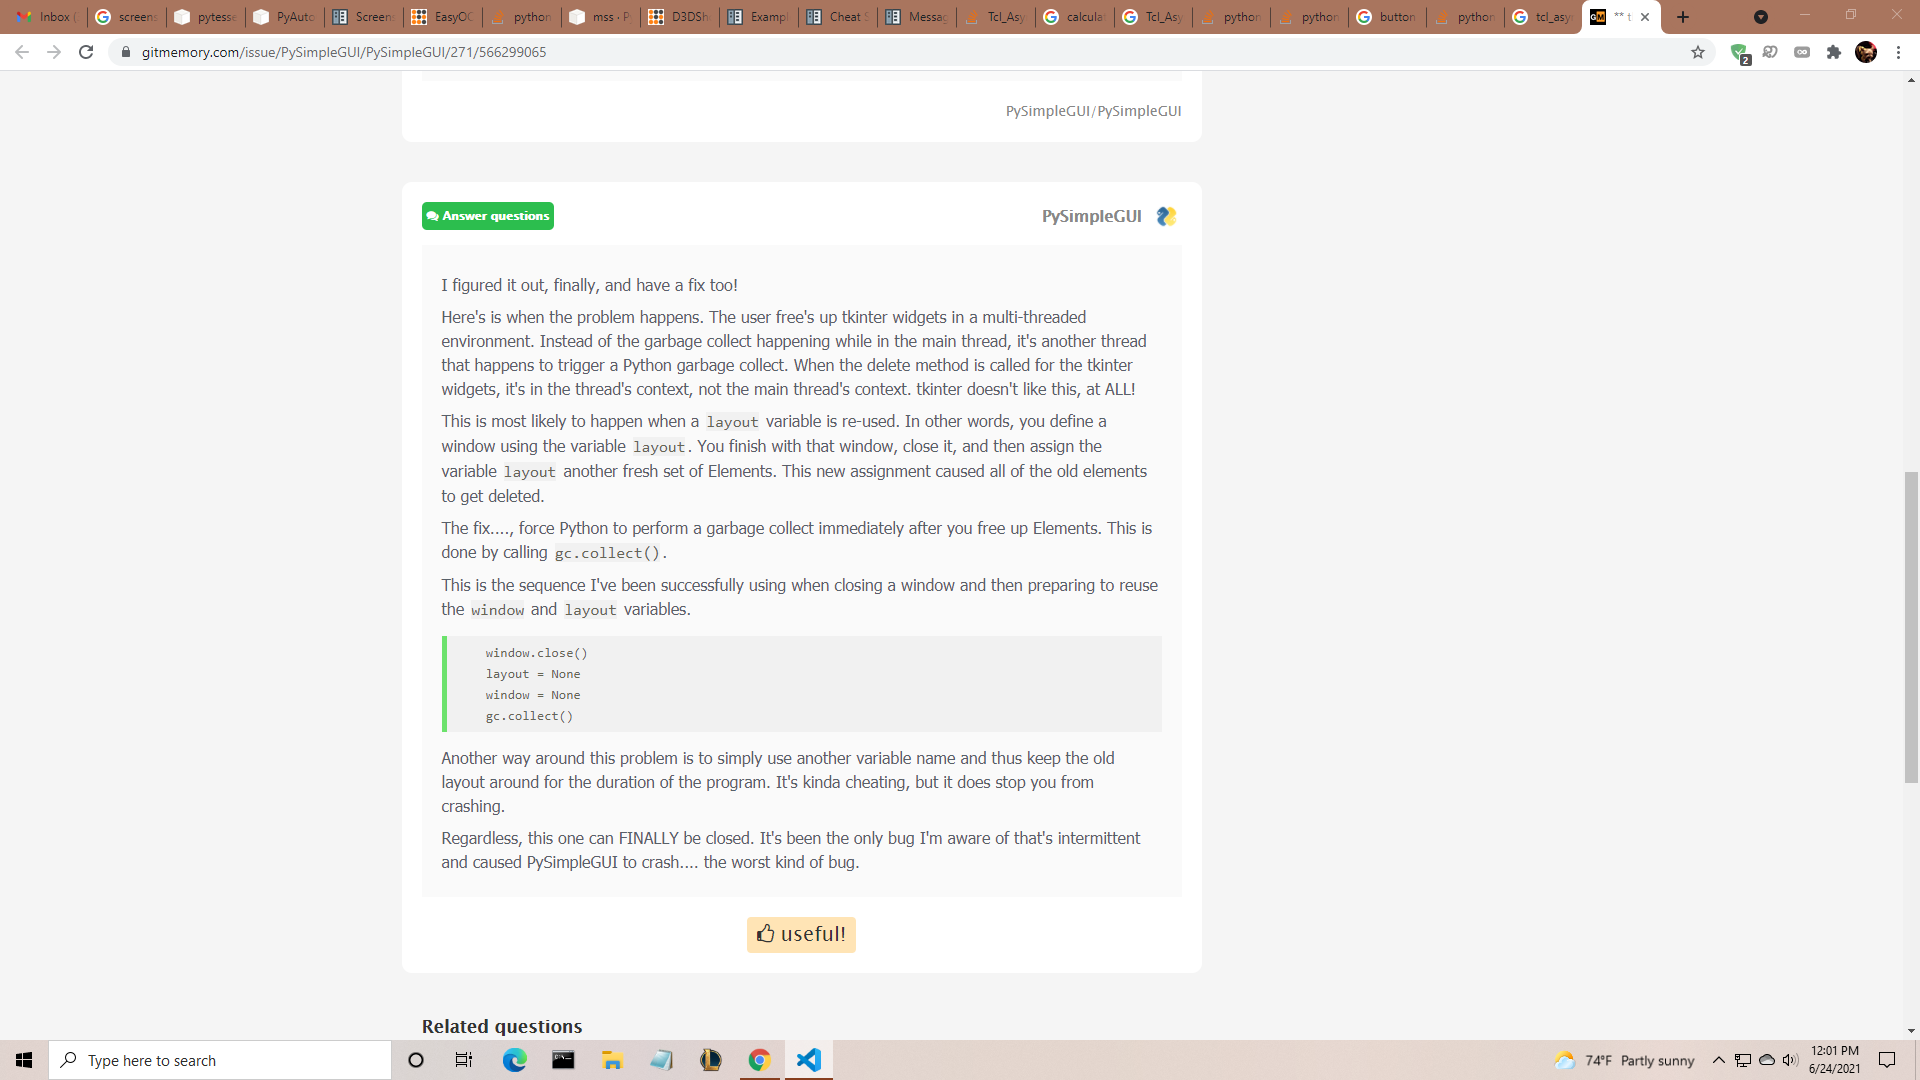 Inbox (
screens
pytesse
PyAuto
Screens
EasyOC
python
mss · P
D3DSh
Exampl
Cheat S
Messag
Tcl_Asy
calcula
Tcl_Asy
python
python
button
python
tcl_asy
** t
gitmemory.com/issue/PySimpleGUI/PySimpleGUI/271/566299065
2
PySimpleGUI/PySimpleGUI
Answer questions
PySimpleGUI
I figured it out, finally, and have a fix too!
Here's is when the problem happens. The user free's up tkinter widgets in a multi-threaded
environment. Instead of the garbage collect happening while in the main thread, it's another thread
that happens to trigger a Python garbage collect. When the delete method is called for the tkinter
widgets, it's in the thread's context, not the main thread's context. tkinter doesn't like this, at ALL!
This is most likely to happen when a layout variable is re-used. In other words, you define a
window using the variable layout. You finish with that window, close it, and then assign the
variable layout another fresh set of Elements. This new assignment caused all of the old elements
to get deleted.
The fix...., force Python to perform a garbage collect immediately after you free up Elements. This is
done by calling gc.collect().
This is the sequence I've been successfully using when closing a window and then preparing to reuse
the window and layout variables.
window.close()
layout = None
window = None
gc.collect()
Another way around this problem is to simply use another variable name and thus keep the old
layout around for the duration of the program. It's kinda cheating, but it does stop you from
crashing.
Regardless, this one can FINALLY be closed. It's been the only bug I'm aware of that's intermittent
and caused PySimpleGUI to crash.... the worst kind of bug.
useful!
Related questions
Type here to search
74°F Partly sunny
12:01 PM
6/24/2021